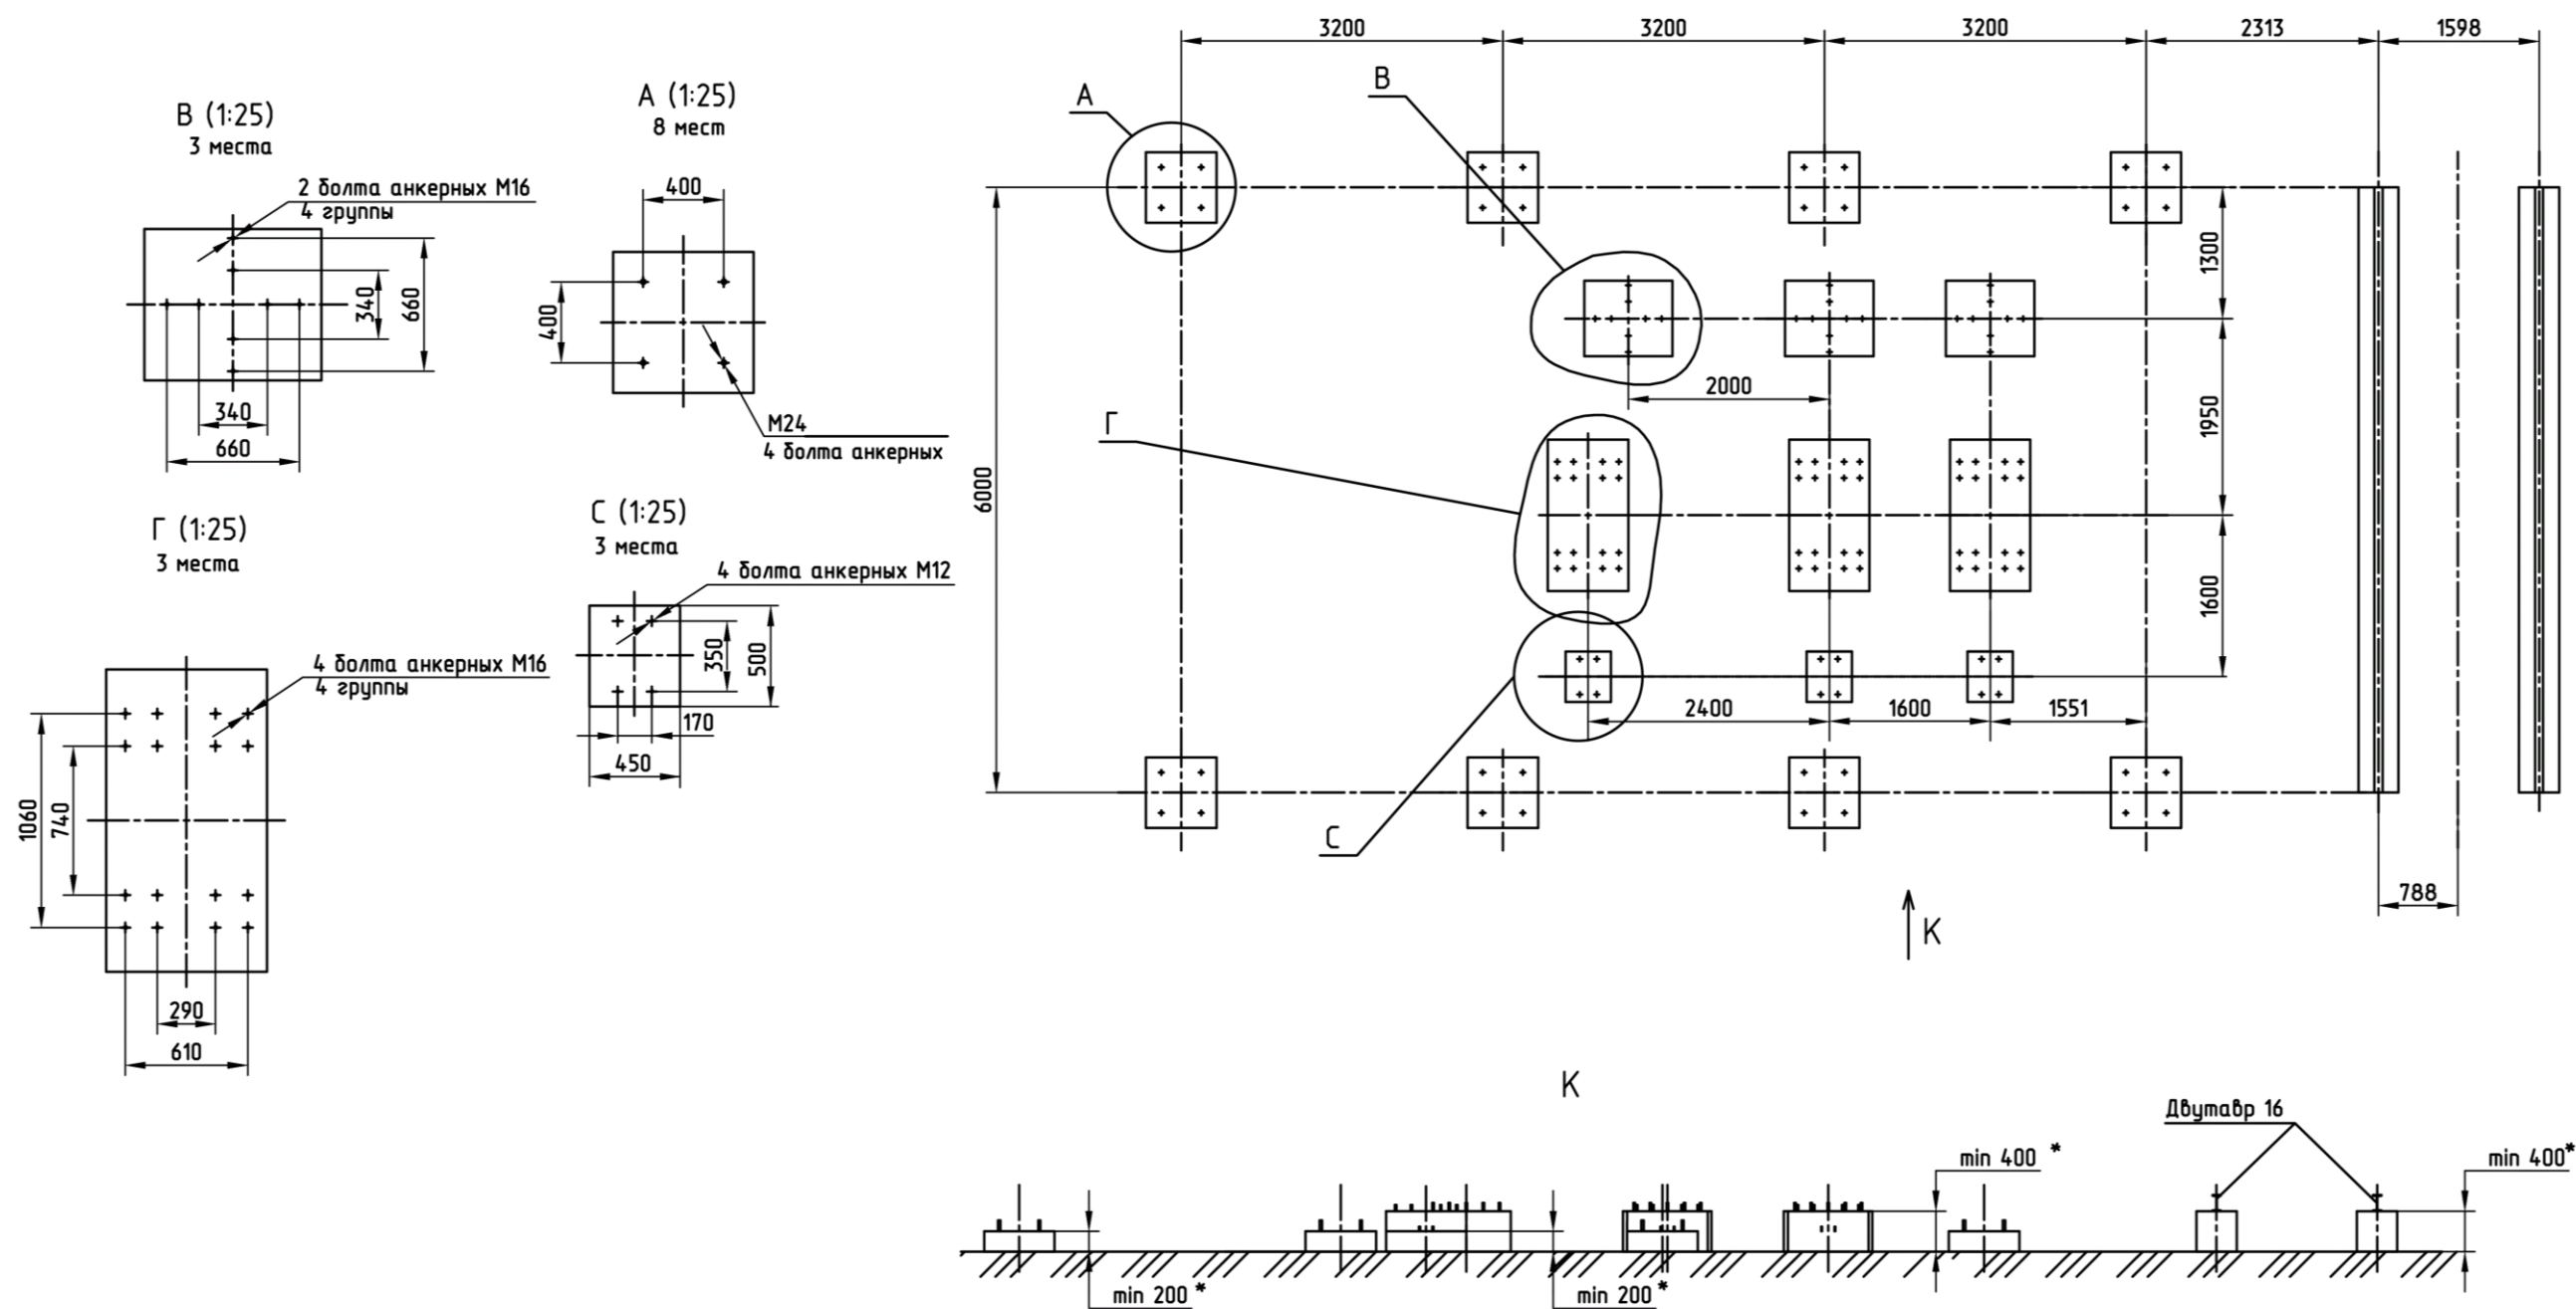 3200
3200
3200
2313
1598
A
B
B (1:25)
3 места
2 болта анкерных М16
4 группы
340
660
340
660
A (1:25)
8 мест
400
400
М24
4 болта анкерных
Г (1:25)
3 места
4 болта анкерных М16
4 группы
1060
740
290
610
C (1:25)
3 места
4 болта анкерных М12
350
500
170
450
6000
Г
C
2000
1300
1950
1600
2400
1600
1551
788
К
К
Двутавр 16
min 400 *
min 400*
min 200 *
min 200 *